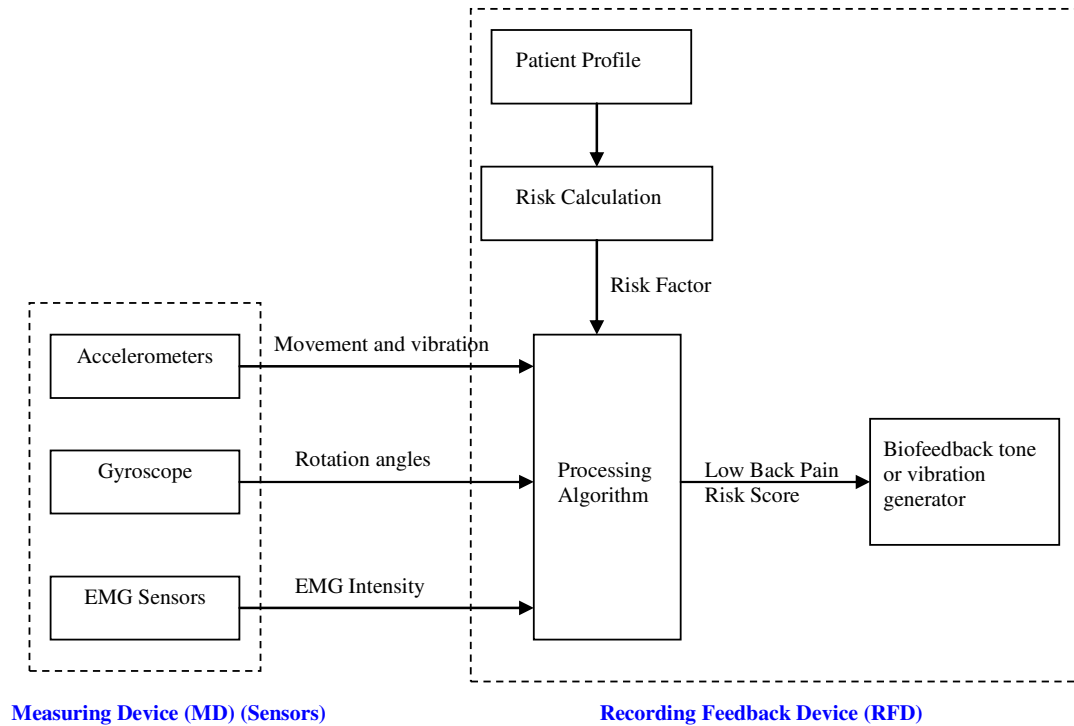 Patient Profile
Risk Calculation
Risk Factor
Accelerometers
Movement and vibration
Gyroscope
Rotation angles
EMG Sensors
EMG Intensity
Processing
Algorithm
Low Back Pain
Risk Score
Biofeedback tone
or vibration
generator
Measuring Device (MD) (Sensors)
Recording Feedback Device (RFD)